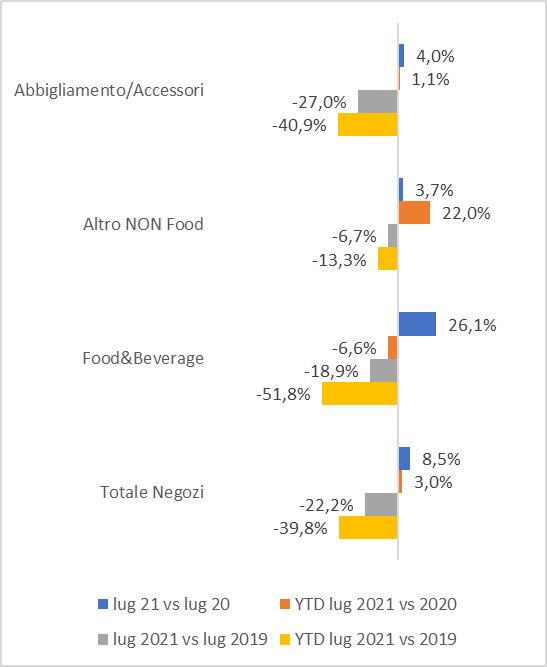 4,0%
Abbigliamento/Accessori
1,1%
-27,0%
-40,9%
3,7%
Altro NON Food
22,0%
-6,7%
-13,3%
26,1%
Food&Beverage
-6,6%
-18,9%
-51,8%
8,5%
Totale Negozi
3,0%
-22,2%
-39,8%
lug 21 vs lug 20 YTD lug 2021 vs 2020
lug 2021 vs lug 2019 YTD lug 2021 vs 2019